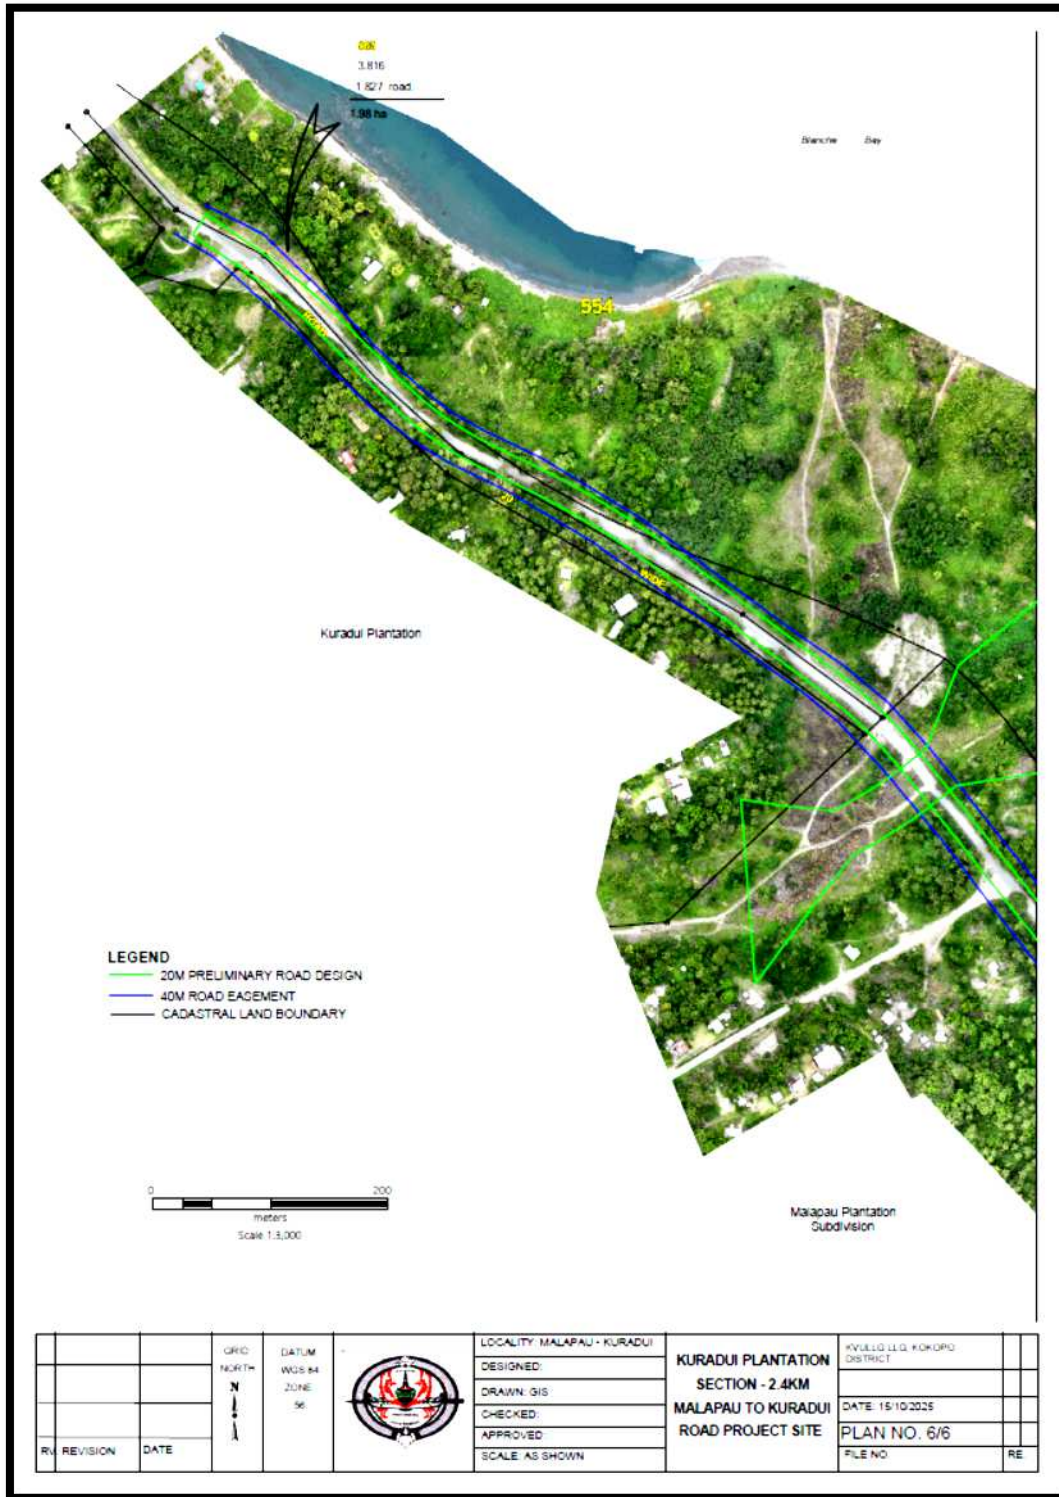 3.816
1.827 road
1.98 ha
Blanche Bay
554
20
WIDE
Kuradui Plantation
LEGEND
20M PRELIMINARY ROAD DESIGN
40M ROAD EASEMENT
CADASTRAL LAND BOUNDARY
0 200
meters
Scale 1:3,000
Malapau Plantation
Subdivision
RV REVISION DATE
GRID
NORTH
N
DATUM
WGS 84
ZONE
56
LOCALITY: MALAPAU - KURADUI
DESIGNED:
DRAWN: GIS
CHECKED:
APPROVED:
SCALE: AS SHOWN
KURADUI PLANTATION
SECTION - 2.4KM
MALAPAU TO KURADUI
ROAD PROJECT SITE
LLG, KOKOPO
DISTRICT
DATE: 15/10/2025
PLAN NO. 6/6
FILE NO.
RE